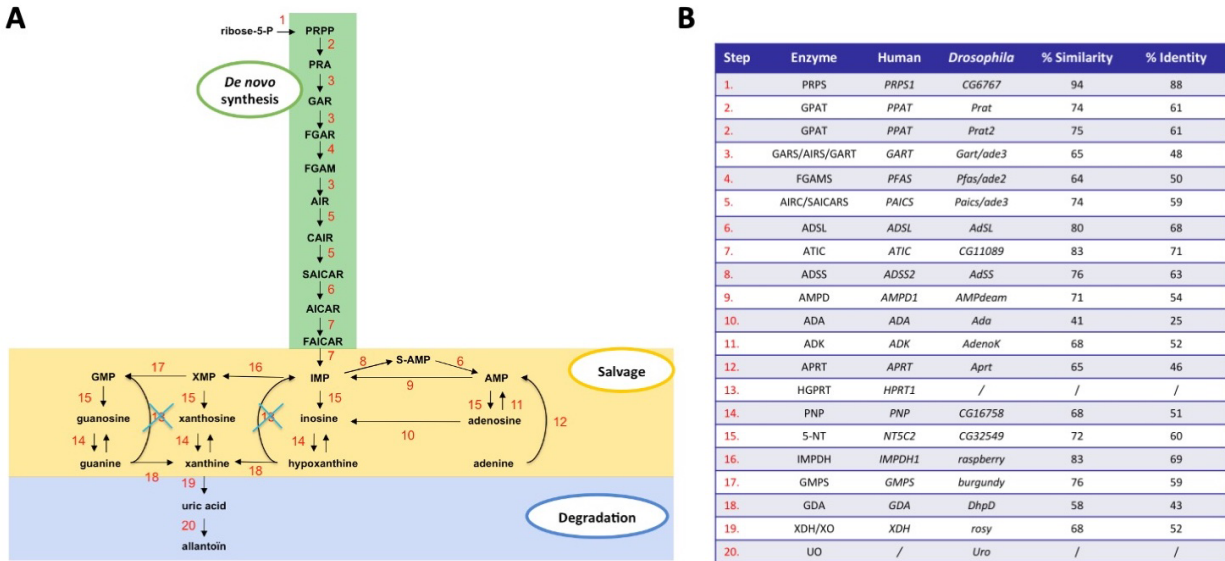 A
1
ribose-5-P
PRPP
2
PRA
3
De novo
synthesis
GAR
3
FGAR
4
FGAM
3
AIR
5
CAIR
5
SAICAR
6
AICAR
7
FAICAR
7
Salvage
GMP
17
XMP
16
IMP
8
S-AMP
6
AMP
9
15
15
15
15
11
12
guanosine
xanthosine
inosine
adenosine
10
14
14
14
guanine
xanthine
hypoxanthine
adenine
18
18
19
uric acid
Degradation
20
allantoïn
B
Step Enzyme Human Drosophila % Similarity % Identity
1. PRPS PRPS1 CG6767 94 88
2. GPAT PPAT Prat 74 61
2. GPAT PPAT Prat2 75 61
3. GARS/AIRS/GART GART Gart/ade3 65 48
4. FGAMS PFAS Pfas/ade2 64 50
5. AIRC/SAICARS PAICS Paics/ade3 74 59
6. ADSL ADSL AdSL 80 68
7. ATIC ATIC CG11089 83 71
8. ADSS ADSS2 AdSS 76 63
9. AMPD AMPD1 AMPdeam 71 54
10. ADA ADA Ada 41 25
11. ADK ADK AdenoK 68 52
12. APRT APRT Aprt 65 46
13. HGPRT HPRT1 / / /
14. PNP PNP CG16758 68 51
15. 5-NT NT5C2 CG32549 72 60
16. IMPDH IMPDH1 raspberry 83 69
17. GMPS GMPS burgundy 76 59
18. GDA GDA DhpD 58 43
19. XDH/XO XDH rosy 68 52
20. UO / Uro / /